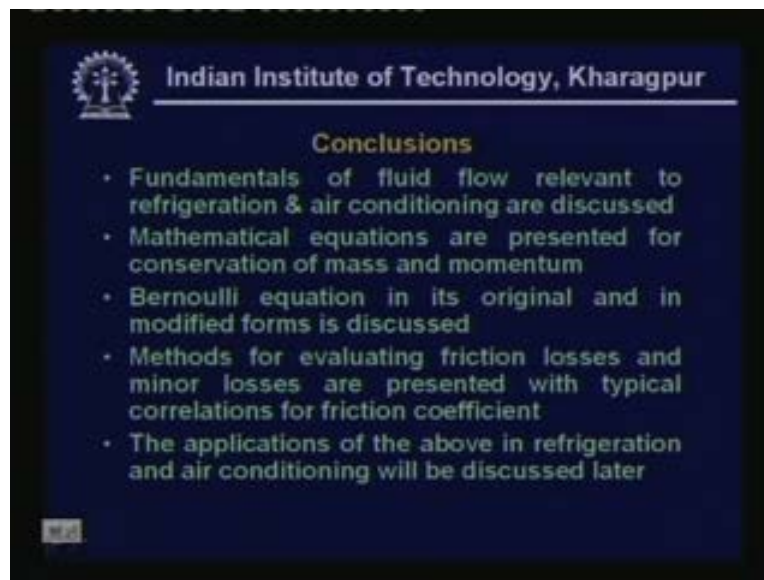 Indian Institute of Technology, Kharagpur
Conclusions
• Fundamentals of fluid flow relevant to
refrigeration & air conditioning are discussed
• Mathematical equations are presented for
conservation of mass and momentum
• Bernoulli equation in its original and in
modified forms is discussed
• Methods for evaluating friction losses and
minor losses are presented with typical
correlations for friction coefficient
• The applications of the above in refrigeration
and air conditioning will be discussed later